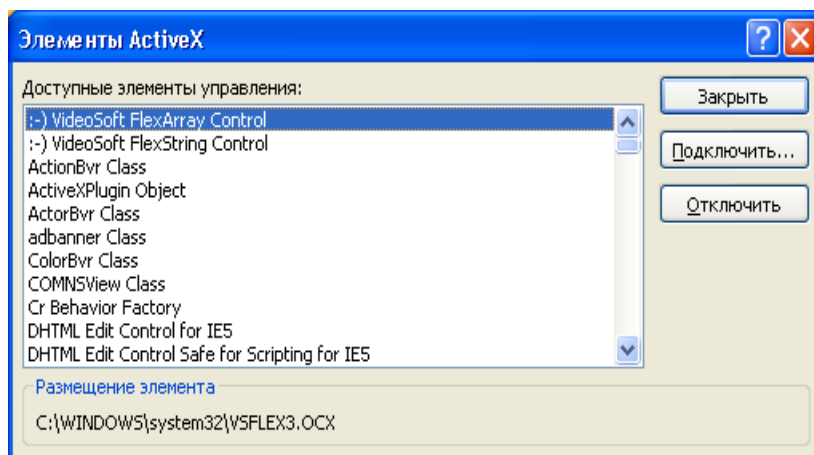 Элементы ActiveX
Доступные элементы управления:
:-) VideoSoft FlexArray Control
:-) VideoSoft FlexString Control
ActionBvr Class
ActiveXPlugin Object
ActorBvr Class
adbanner Class
ColorBvr Class
COMNSView Class
Cr Behavior Factory
DHTML Edit Control for IE5
DHTML Edit Control Safe for Scripting for IE5
Закрыть
Подключить...
Отключить
Размещение элемента
C:\WINDOWS\system32\VSFLEX3.OCX